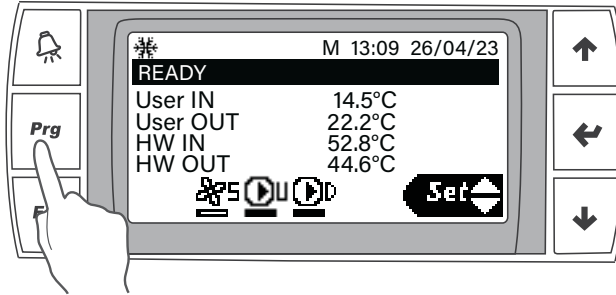 M 13:09 26/04/23
READY
User IN 14.5°C
User OUT 22.2°C
HW IN 52.8°C
HW OUT 44.6°C
S U D Set
Prg